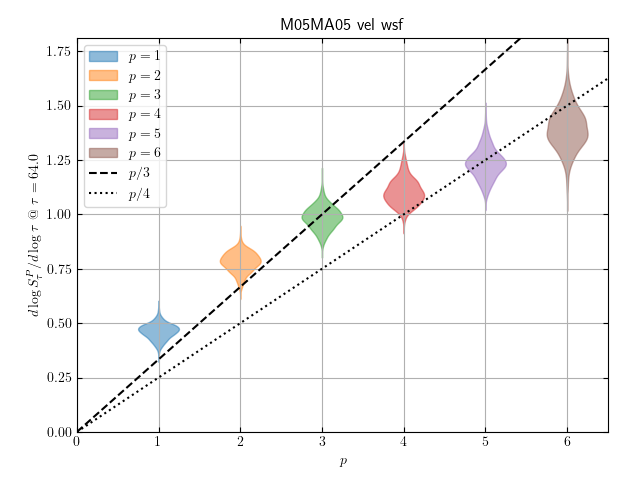 M05MA05 vel wsf
d log S_τ^P / d log τ @ τ = 64.0
1.75
1.50
1.25
1.00
0.75
0.50
0.25
0.00
p = 1
p = 2
p = 3
p = 4
p = 5
p = 6
p/3
p/4
0 1 2 3 4 5 6
p